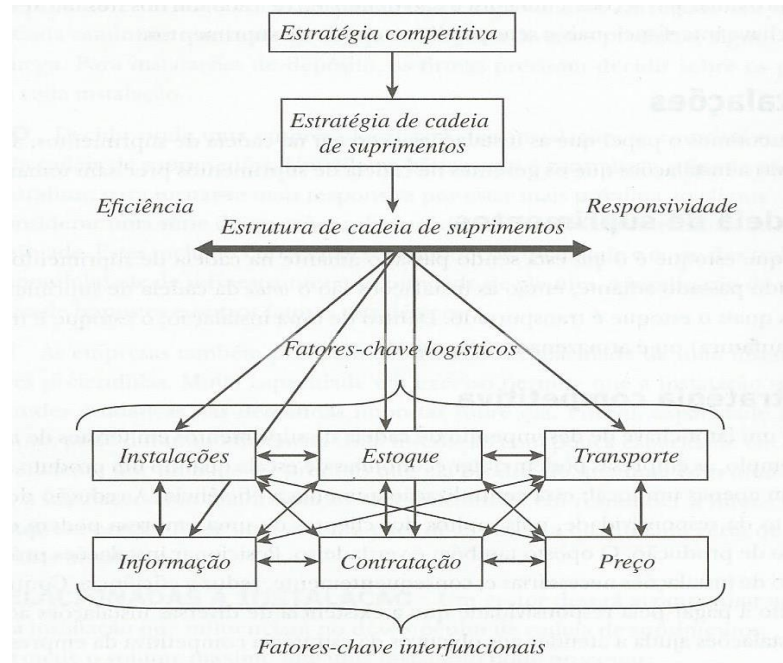 Estratégia competitiva
Estratégia de cadeia
de suprimentos
Eficiência
Responsividade
Estrutura de cadeia de suprimentos
Fatores-chave logísticos
Instalações
Estoque
Transporte
Informação
Contratação
Preço
Fatores-chave interfuncionais